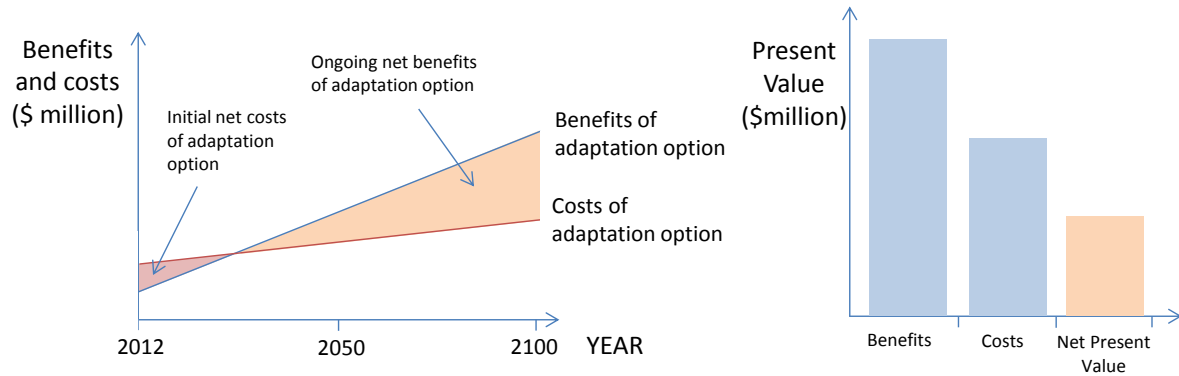 Benefits
and costs
($ million)
Initial net costs
of adaptation
option
Ongoing net benefits
of adaptation option
Benefits of
adaptation option
Costs of
adaptation option
2012
2050
2100
YEAR
Present
Value
($million)
Benefits
Costs
Net Present
Value